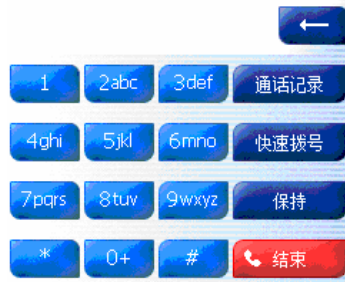 ←
1 2abc 3def 通话记录
4ghi 5jkl 6mno 快速拨号
7pqrs 8tuv 9wxyz 保持
* 0+ # 结束